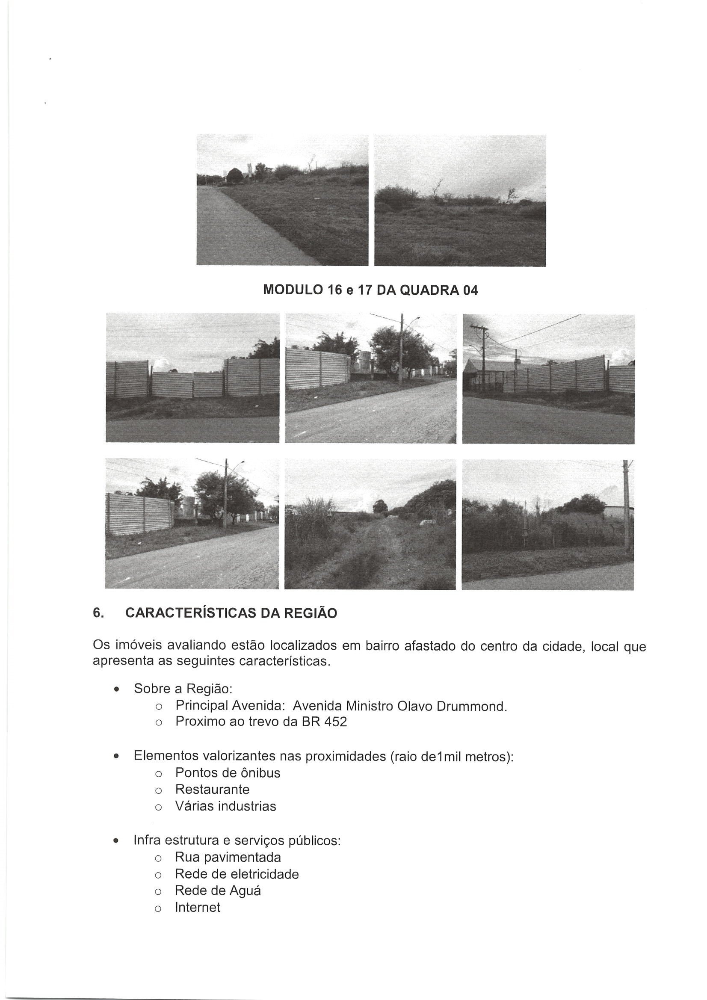 MODULO 16 e 17 DA QUADRA 04
6. CARACTERÍSTICAS DA REGIÃO
Os imóveis avaliando estão localizados em bairro afastado do centro da cidade, local que
apresenta as seguintes características.
• Sobre a Região:
o Principal Avenida: Avenida Ministro Olavo Drummond.
o Proximo ao trevo da BR 452
• Elementos valorizantes nas proximidades (raio de1mil metros):
o Pontos de ônibus
o Restaurante
o Várias industrias
• Infra estrutura e serviços públicos:
o Rua pavimentada
o Rede de eletricidade
o Rede de Aguá
o Internet